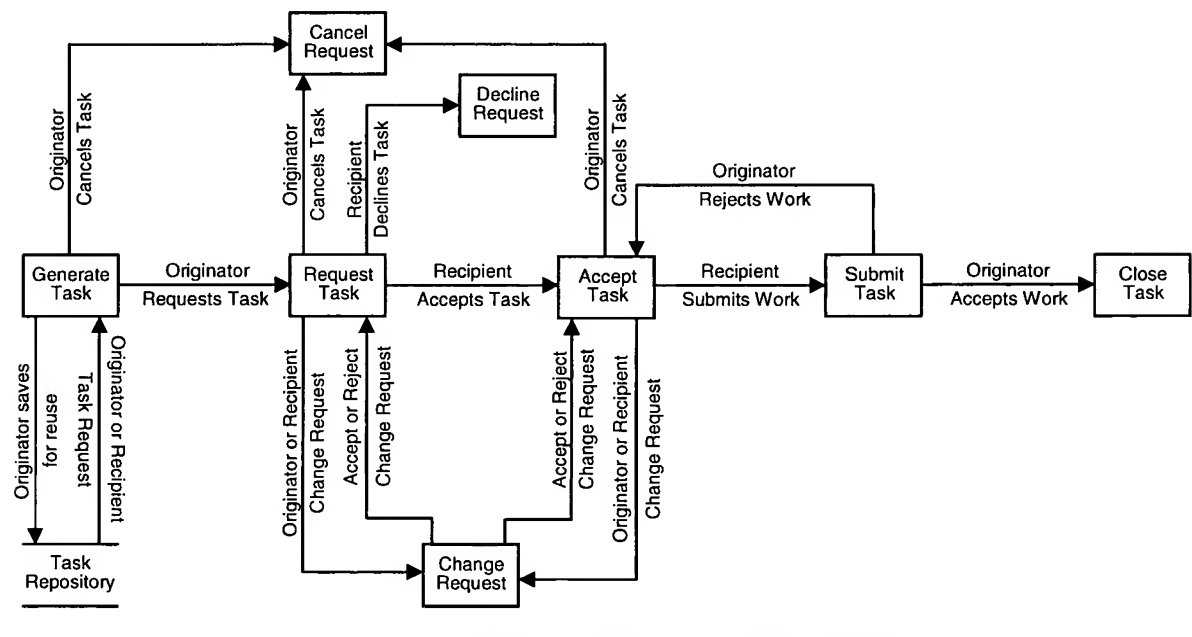 Cancel
Request
Decline
Request
Originator
Cancels Task
Originator
Cancels Task
Recipient
Declines Task
Originator
Cancels Task
Originator
Rejects Work
Generate
Task
Originator
Requests Task
Request
Task
Recipient
Accepts Task
Accept
Task
Recipient
Submits Work
Submit
Task
Originator
Accepts Work
Close
Task
Originator saves
for reuse
Originator or Recipient
Task Request
Originator or Recipient
Change Request
Accept or Reject
Change Request
Accept or Reject
Change Request
Originator or Recipient
Change Request
Task
Repository
Change
Request